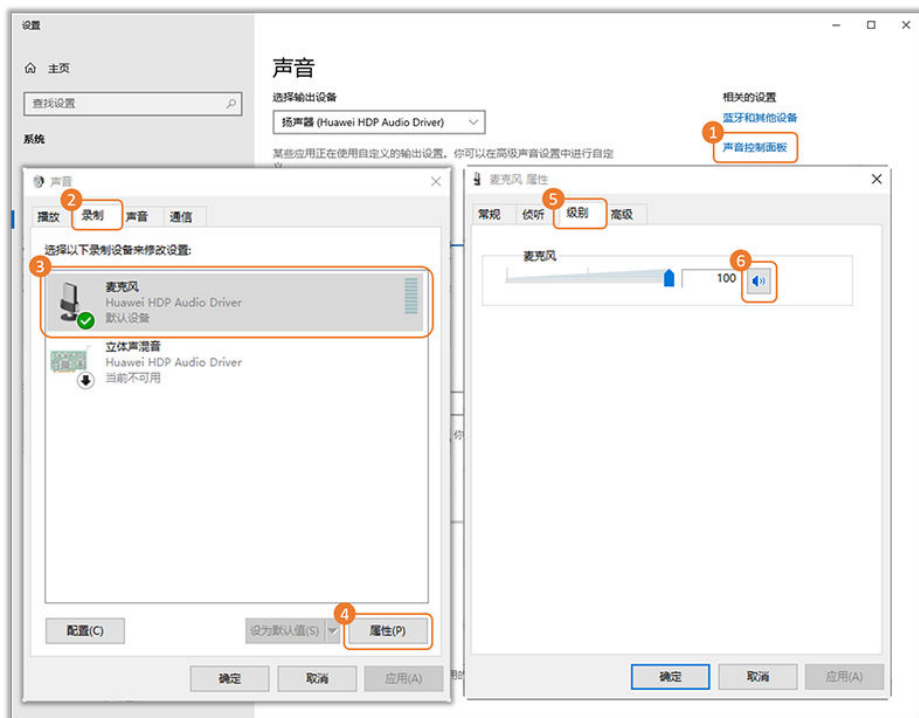 设置
主页
查找设置
系统
声音
选择输出设备
扬声器 (Huawei HDP Audio Driver)
某些应用正在使用自定义的输出设置。你可以在高级声音设置中进行自定
相关的设置
蓝牙和其他设备
1
声音控制面板
声音
2
播放
录制
声音
通信
选择以下录制设备来修改设置:
3
麦克风
Huawei HDP Audio Driver
默认设备
立体声混音
Huawei HDP Audio Driver
当前不可用
4
配置(C)
设为默认值(S)
属性(P)
确定
取消
应用(A)
麦克风 属性
5
常规
侦听
级别
高级
麦克风
6
100
确定
取消
应用(A)